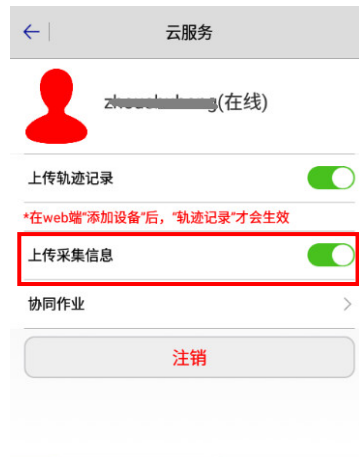 云服务
(在线)
上传轨迹记录
*在web端"添加设备"后，"轨迹记录"才会生效
上传采集信息
协同作业
注销